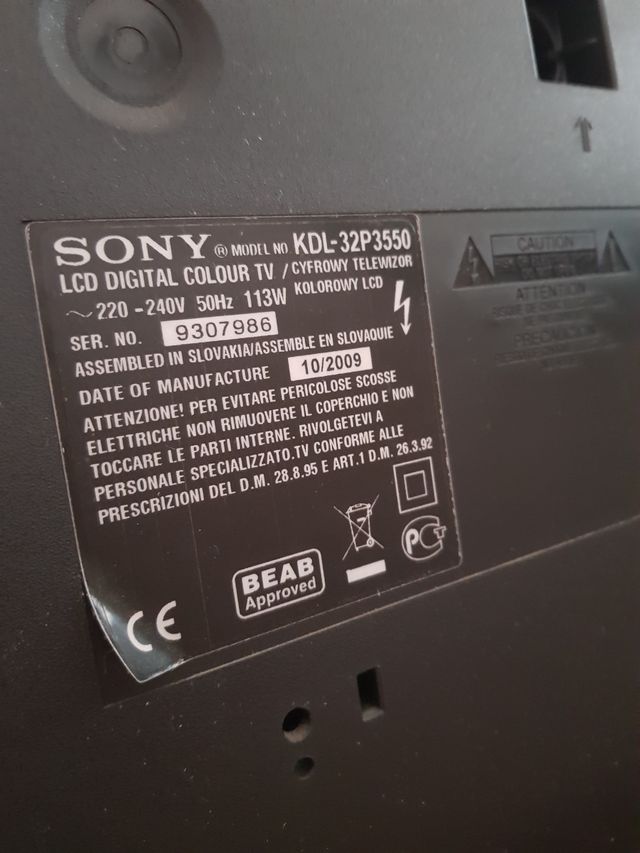 SONY ® MODEL NO KDL-32P3550
LCD DIGITAL COLOUR TV / CYFROWY TELEWIZOR
KOLOROWY LCD
~ 220 -240V 50Hz 113W
SER. NO. 9307986
ASSEMBLED IN SLOVAKIA/ASSEMBLE EN SLOVAQUIE
DATE OF MANUFACTURE 10/2009
ATTENZIONE! PER EVITARE PERICOLOSE SCOSSE
ELETTRICHE NON RIMUOVERE IL COPERCHIO E NON
TOCCARE LE PARTI INTERNE. RIVOLGETEVI A
PERSONALE SPECIALIZZATO.TV CONFORME ALLE
PRESCRIZIONI DEL D.M. 28.8.95 E ART.1 D.M. 26.3.92
BEAB
Approved
CE
CAUTION
ATTENTION